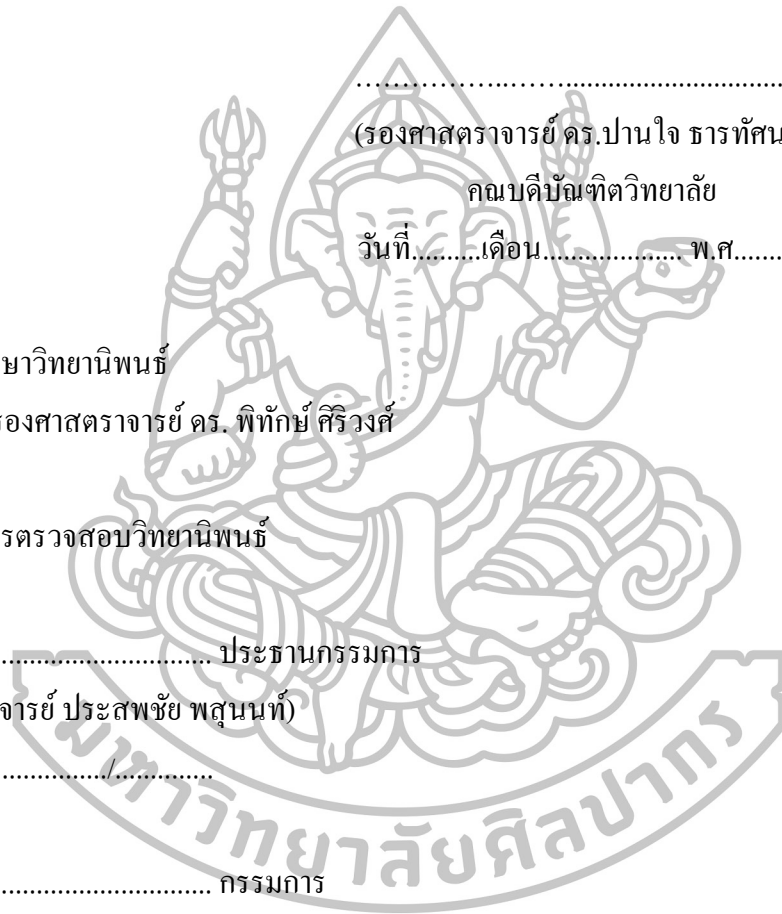 ………………..…….................................
(รองศาสตราจารย์ ดร.ปานใจ ธารทัศน
คณบดีบัณฑิตวิทยาลัย
วันที่..........เดือน.................... พ.ศ........
ษาวิทยานิพนธ์
รองศาสตราจารย์ ดร. พิทักษ์ ศิริวงศ์
รตรวจสอบวิทยานิพนธ์
............................... ประธานกรรมการ
จารย์ ประสพชัย พสุนนท์)
................/..............
............................... กรรมการ
มหาวิทยาลัยศิลปากร